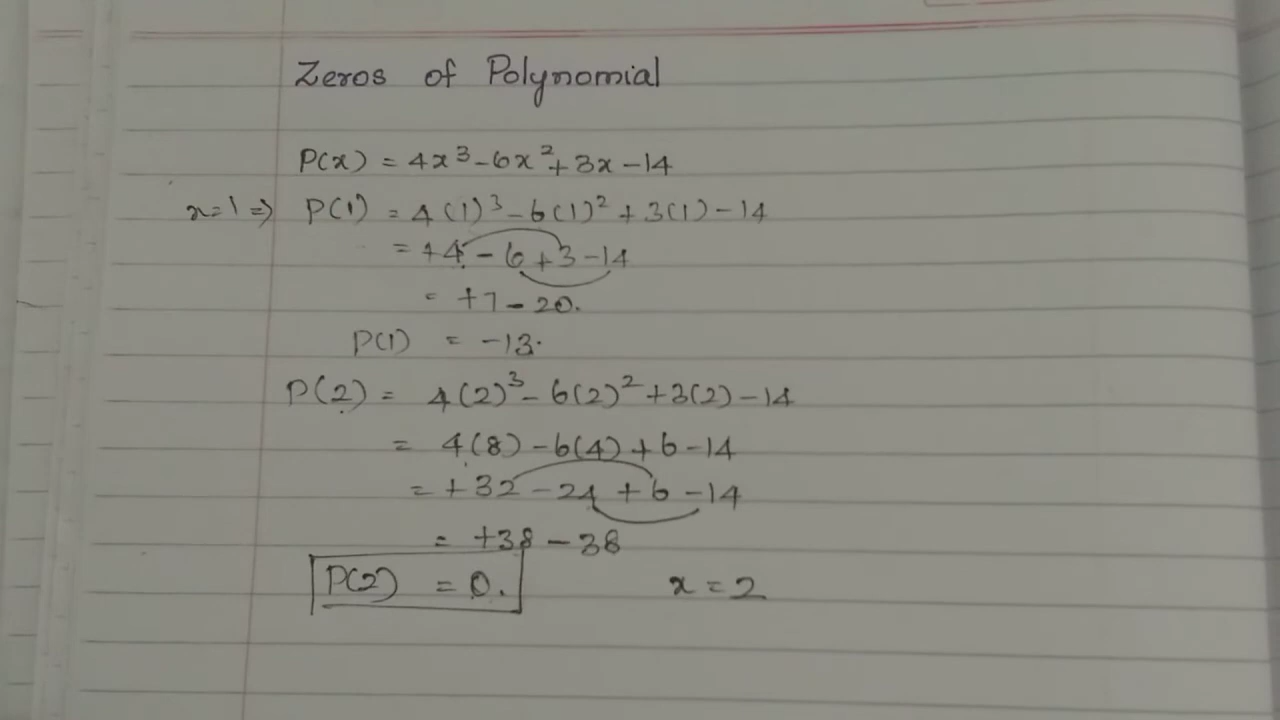 Zeros of Polynomial
P(x) = 4x³ - 6x² + 3x - 14
x=1 ⇒ P(1) = 4(1)³ - 6(1)² + 3(1) - 14
= +4 - 6 + 3 - 14
= +7 - 20.
P(1) = -13.
P(2) = 4(2)³ - 6(2)² + 3(2) - 14
= 4(8) - 6(4) + 6 - 14
= +32 - 24 + 6 - 14
= +38 - 38
P(2) = 0. x = 2